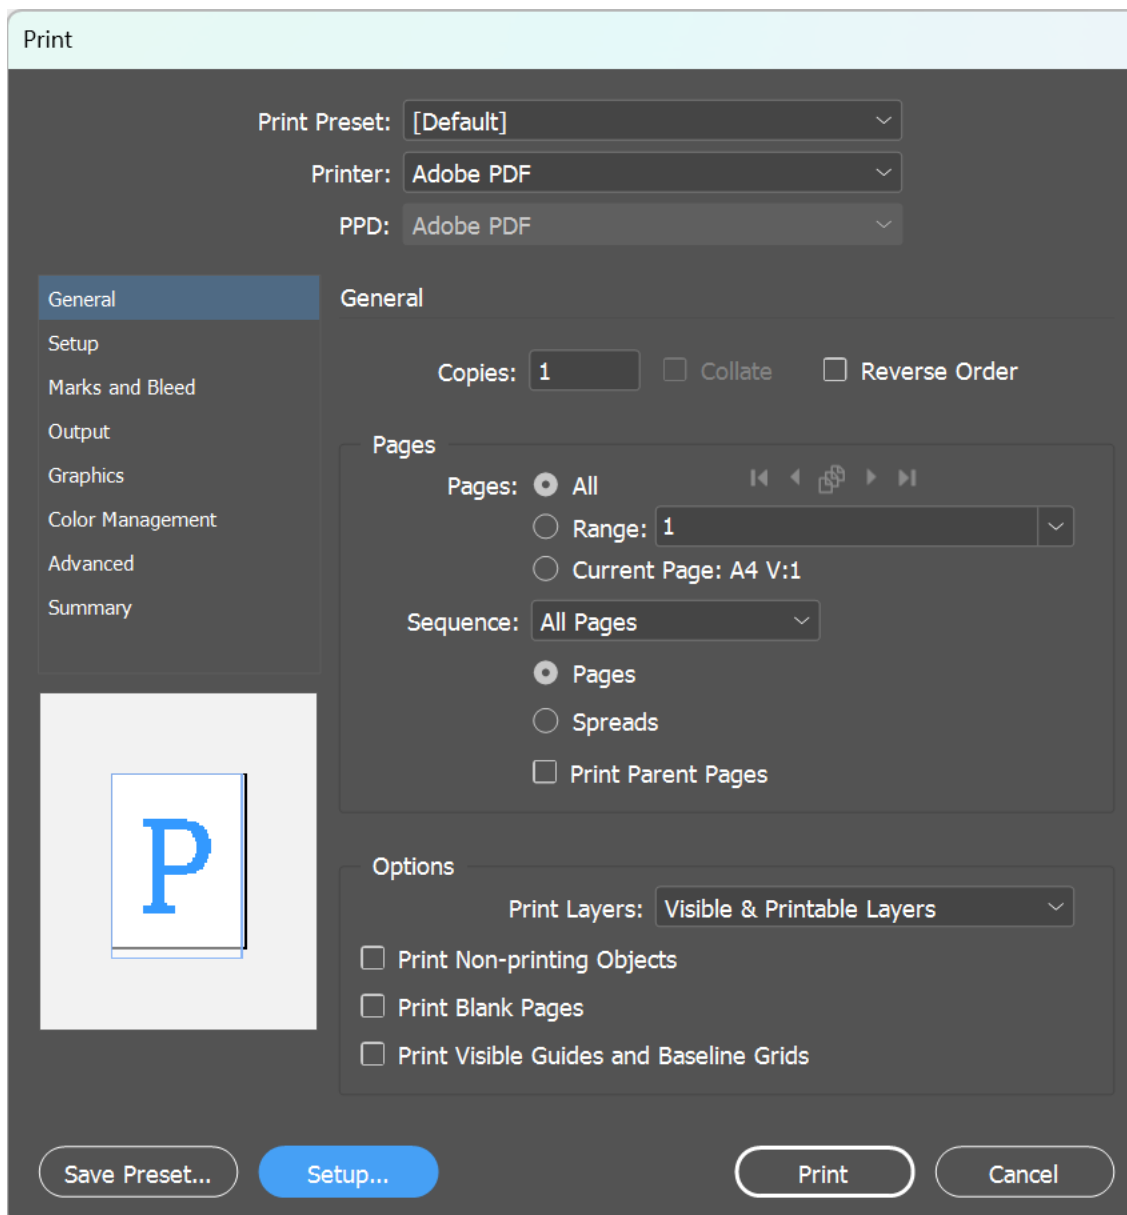 Print
Print Preset: [Default]
Printer: Adobe PDF
PPD: Adobe PDF
General
Setup
Marks and Bleed
Output
Graphics
Color Management
Advanced
Summary
P
General
Copies: 1 Collate Reverse Order
Pages
Pages: All
Range: 1
Current Page: A4 V:1
Sequence: All Pages
Pages
Spreads
Print Parent Pages
Options
Print Layers: Visible & Printable Layers
Print Non-printing Objects
Print Blank Pages
Print Visible Guides and Baseline Grids
Save Preset... Setup... Print Cancel